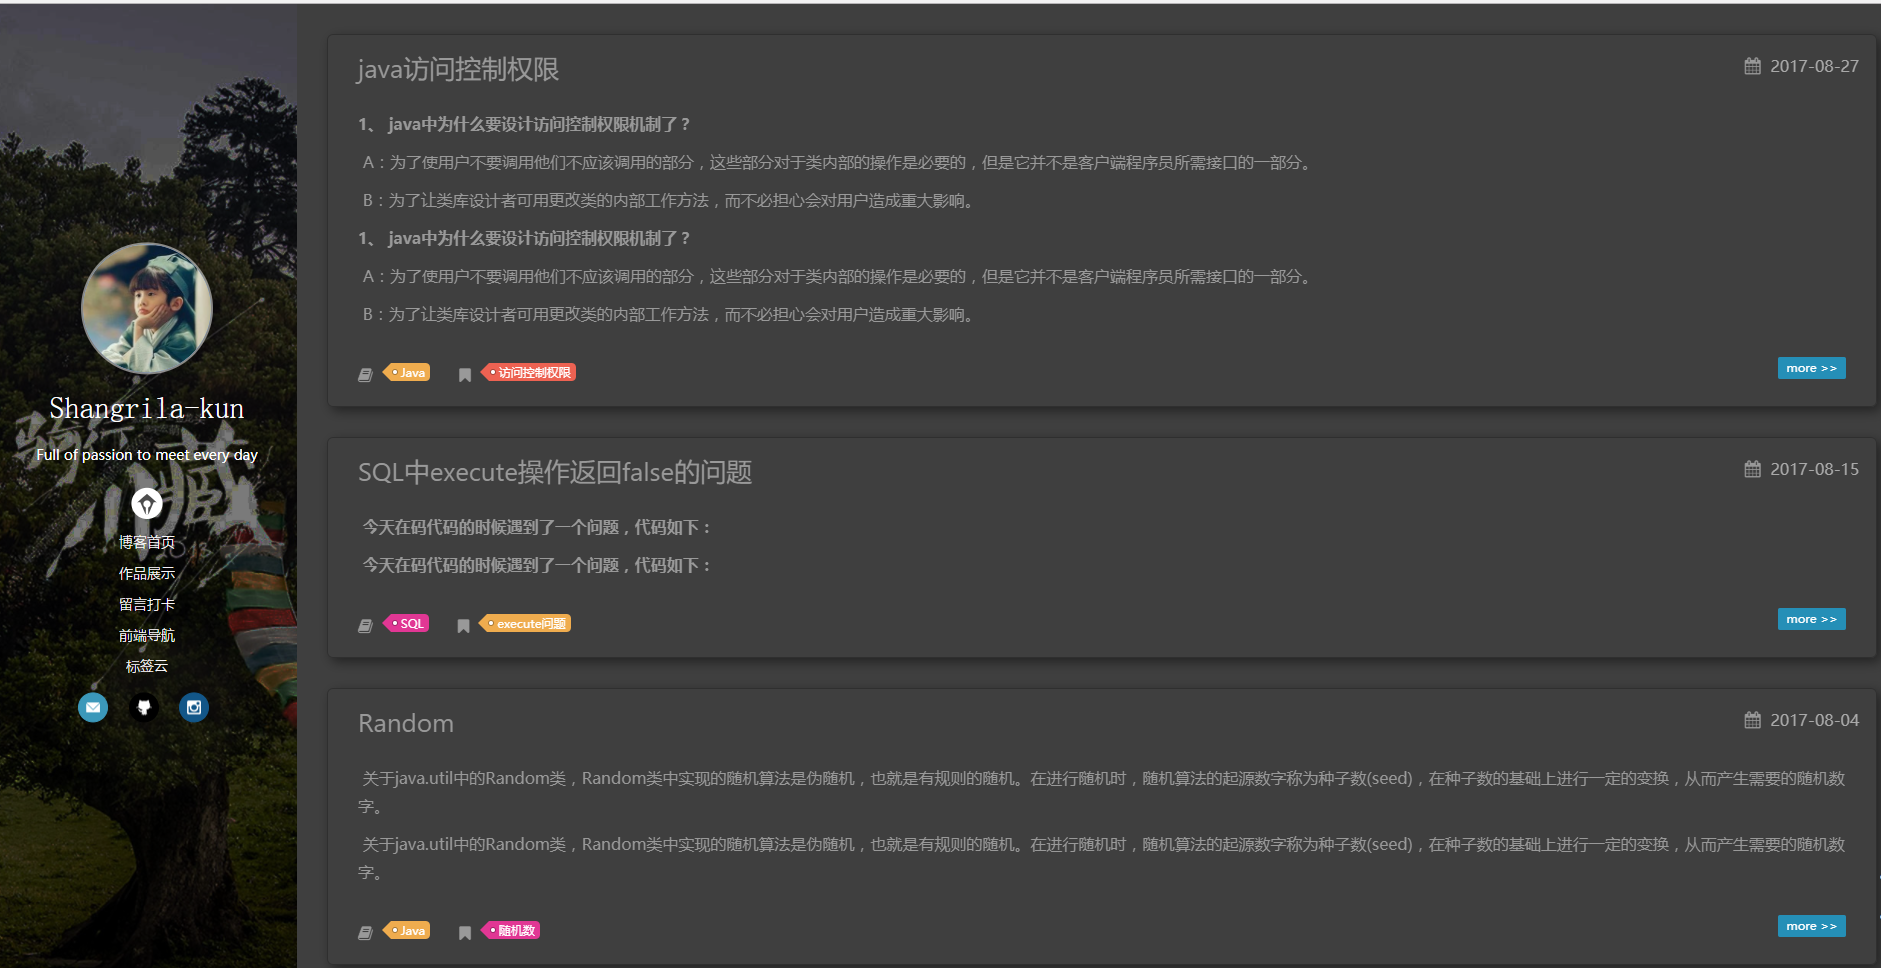 Shangrila-kun
Full of passion to meet every day
博客首页
作品展示
留言打卡
前端导航
标签云
java访问控制权限
2017-08-27
1、 java中为什么要设计访问控制权限机制了？
A：为了使用户不要调用他们不应该调用的部分，这些部分对于类内部的操作是必要的，但是它并不是客户端程序员所需接口的一部分。
B：为了让类库设计者可用更改类的内部工作方法，而不必担心会对用户造成重大影响。
1、 java中为什么要设计访问控制权限机制了？
A：为了使用户不要调用他们不应该调用的部分，这些部分对于类内部的操作是必要的，但是它并不是客户端程序员所需接口的一部分。
B：为了让类库设计者可用更改类的内部工作方法，而不必担心会对用户造成重大影响。
Java 访问控制权限 more >>
SQL中execute操作返回false的问题
2017-08-15
今天在码代码的时候遇到了一个问题，代码如下：
今天在码代码的时候遇到了一个问题，代码如下：
SQL execute问题 more >>
Random
2017-08-04
关于java.util中的Random类，Random类中实现的随机算法是伪随机，也就是有规则的随机。在进行随机时，随机算法的起源数字称为种子数(seed)，在种子数的基础上进行一定的变换，从而产生需要的随机数
字。
关于java.util中的Random类，Random类中实现的随机算法是伪随机，也就是有规则的随机。在进行随机时，随机算法的起源数字称为种子数(seed)，在种子数的基础上进行一定的变换，从而产生需要的随机数
字。
Java 随机数 more >>